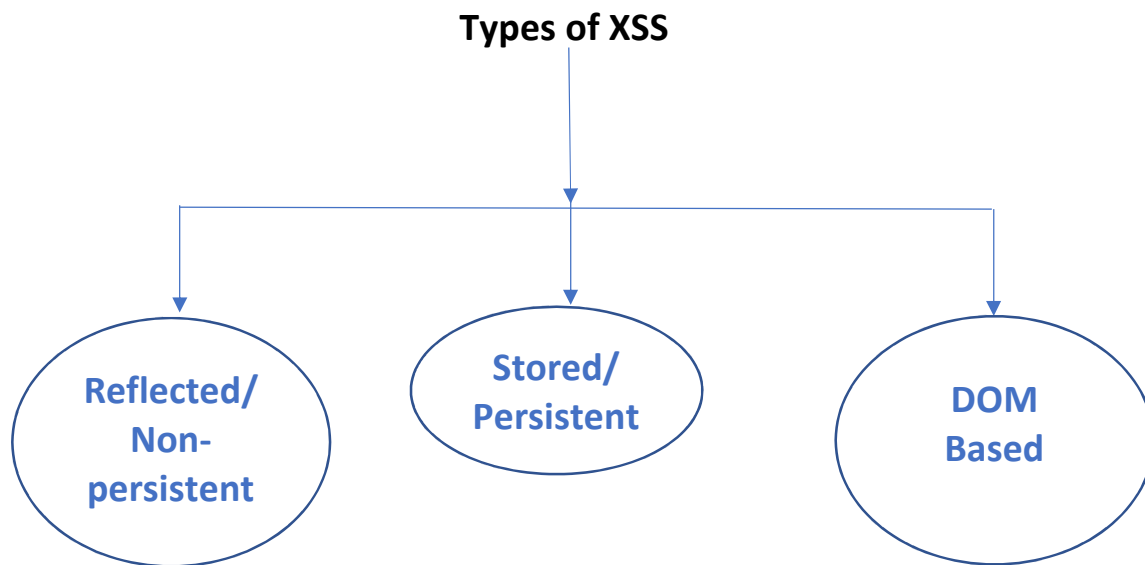 Types of XSS
Reflected/
Non-
persistent
Stored/
Persistent
DOM
Based